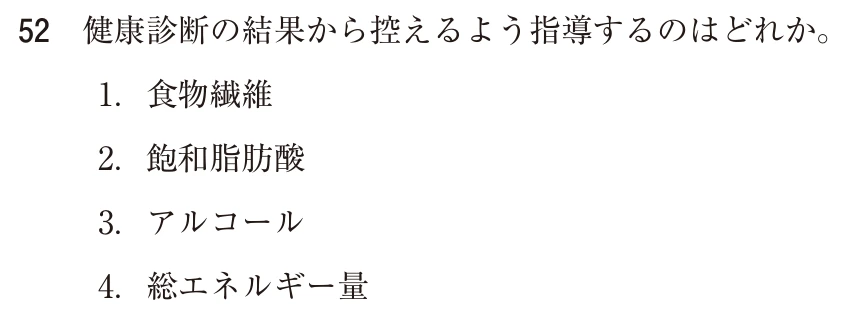 52 健康診断の結果から控えるよう指導するのはどれか。
1. 食物繊維
2. 飽和脂肪酸
3. アルコール
4. 総エネルギー量